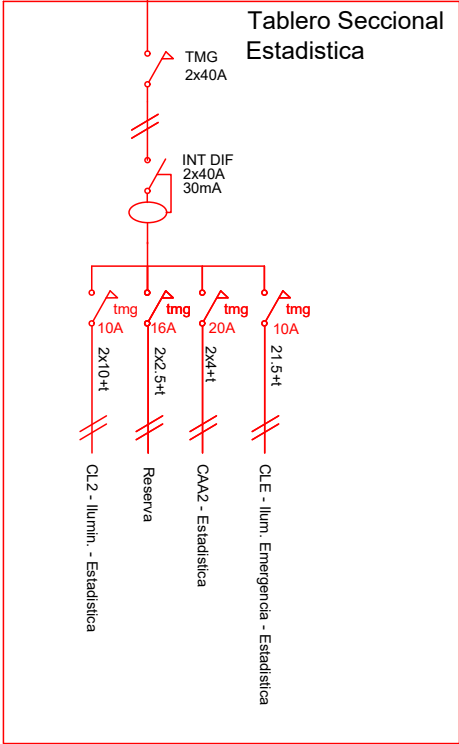 Tablero Seccional
Estadistica
TMG
2x40A
INT DIF
2x40A
30mA
tmg
10A
tmg
16A
tmg
20A
tmg
10A
2x10+t
2x2.5+t
2x4+t
21.5+t
CL2 - Ilumin. - Estadistica
Reserva
CAA2 - Estadistica
CLE - Ilum. Emergencia - Estadistica